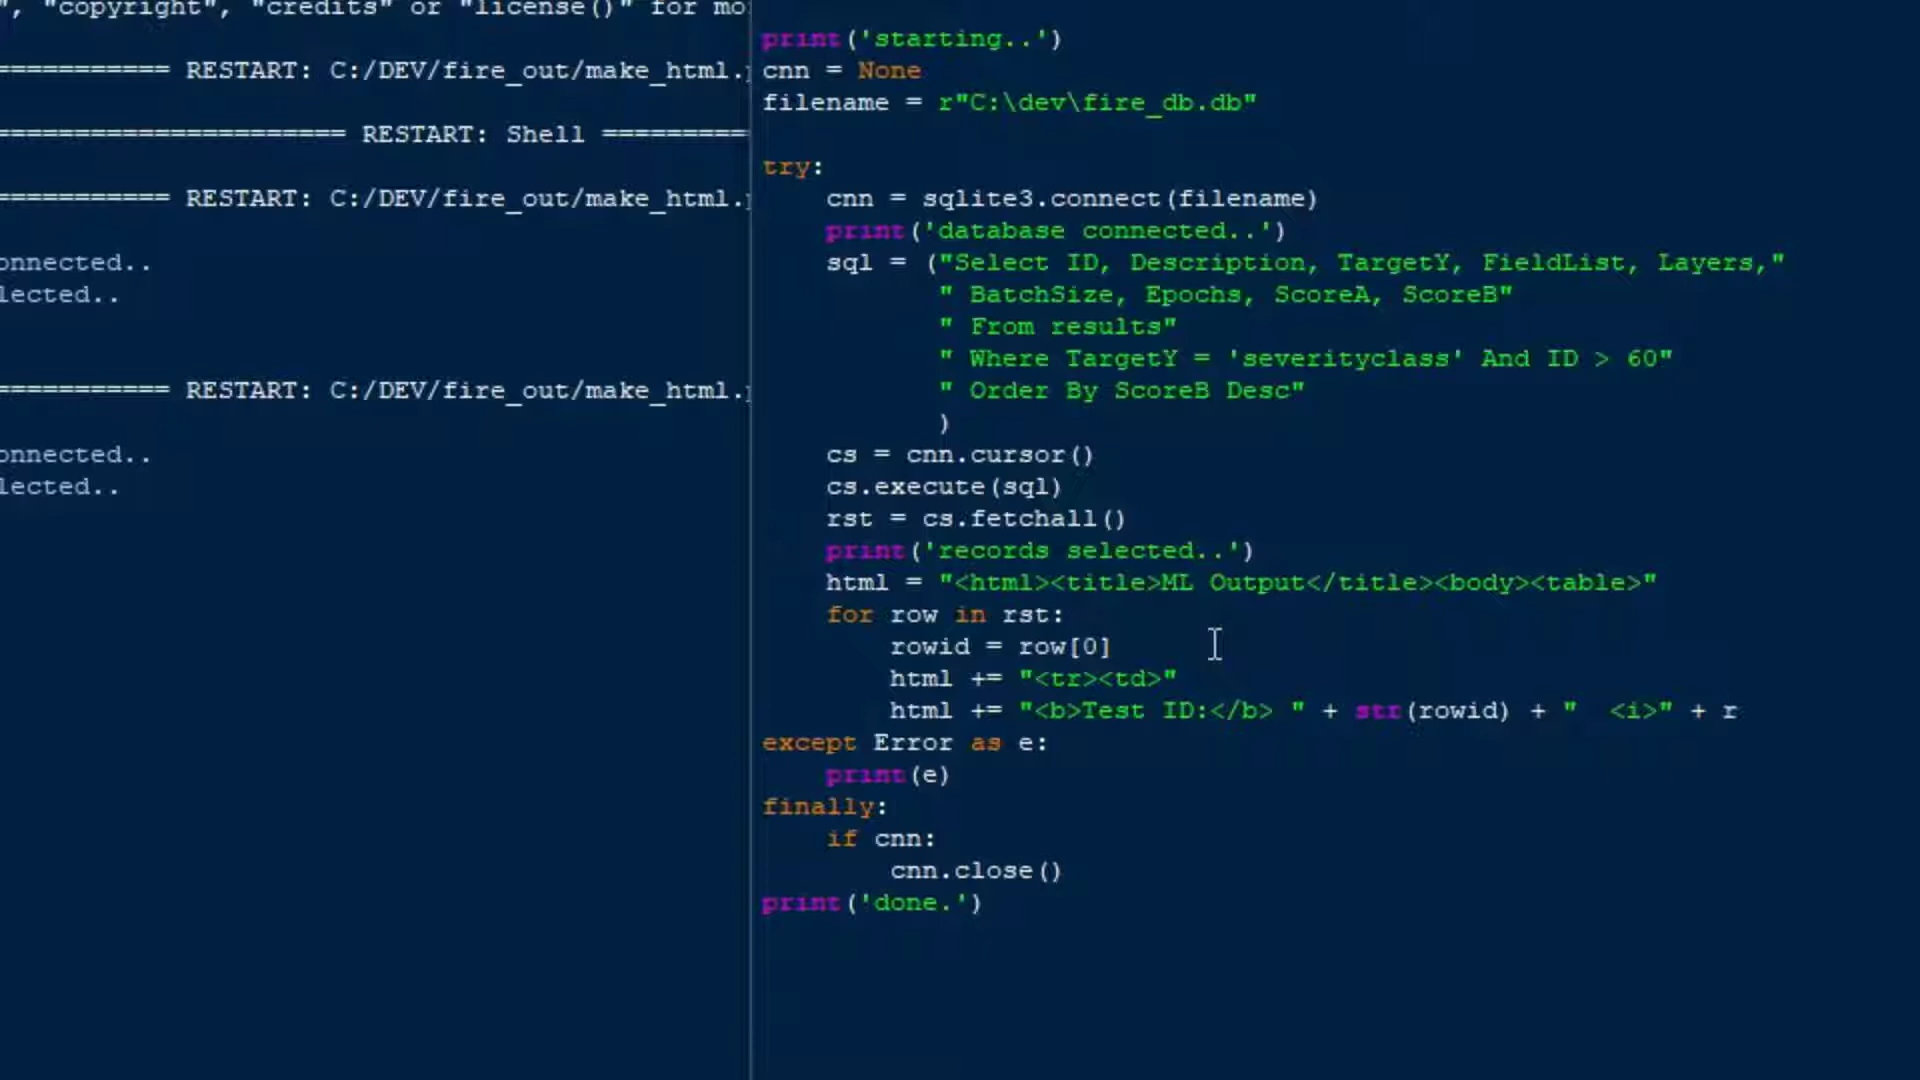 ", "copyright", "credits" or "license()" for mo
=========== RESTART: C:/DEV/fire_out/make_html.
====================== RESTART: Shell =========
=========== RESTART: C:/DEV/fire_out/make_html.
onnected..
lected..
=========== RESTART: C:/DEV/fire_out/make_html.
onnected..
lected..
print('starting..')
cnn = None
filename = r"C:\dev\fire_db.db"
try:
    cnn = sqlite3.connect(filename)
    print('database connected..')
    sql = ("Select ID, Description, TargetY, FieldList, Layers,"
           " BatchSize, Epochs, ScoreA, ScoreB"
           " From results"
           " Where TargetY = 'severityclass' And ID > 60"
           " Order By ScoreB Desc"
           )
    cs = cnn.cursor()
    cs.execute(sql)
    rst = cs.fetchall()
    print('records selected..')
    html = "<html><title>ML Output</title><body><table>"
    for row in rst:
        rowid = row[0]
        html += "<tr><td>"
        html += "<b>Test ID:</b> " + str(rowid) + "  <i>" + r
except Error as e:
    print(e)
finally:
    if cnn:
        cnn.close()
print('done.')